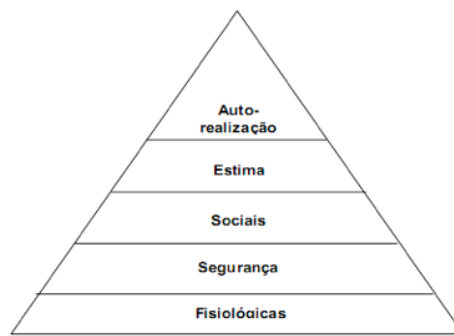 Auto-
realização
Estima
Sociais
Segurança
Fisiológicas